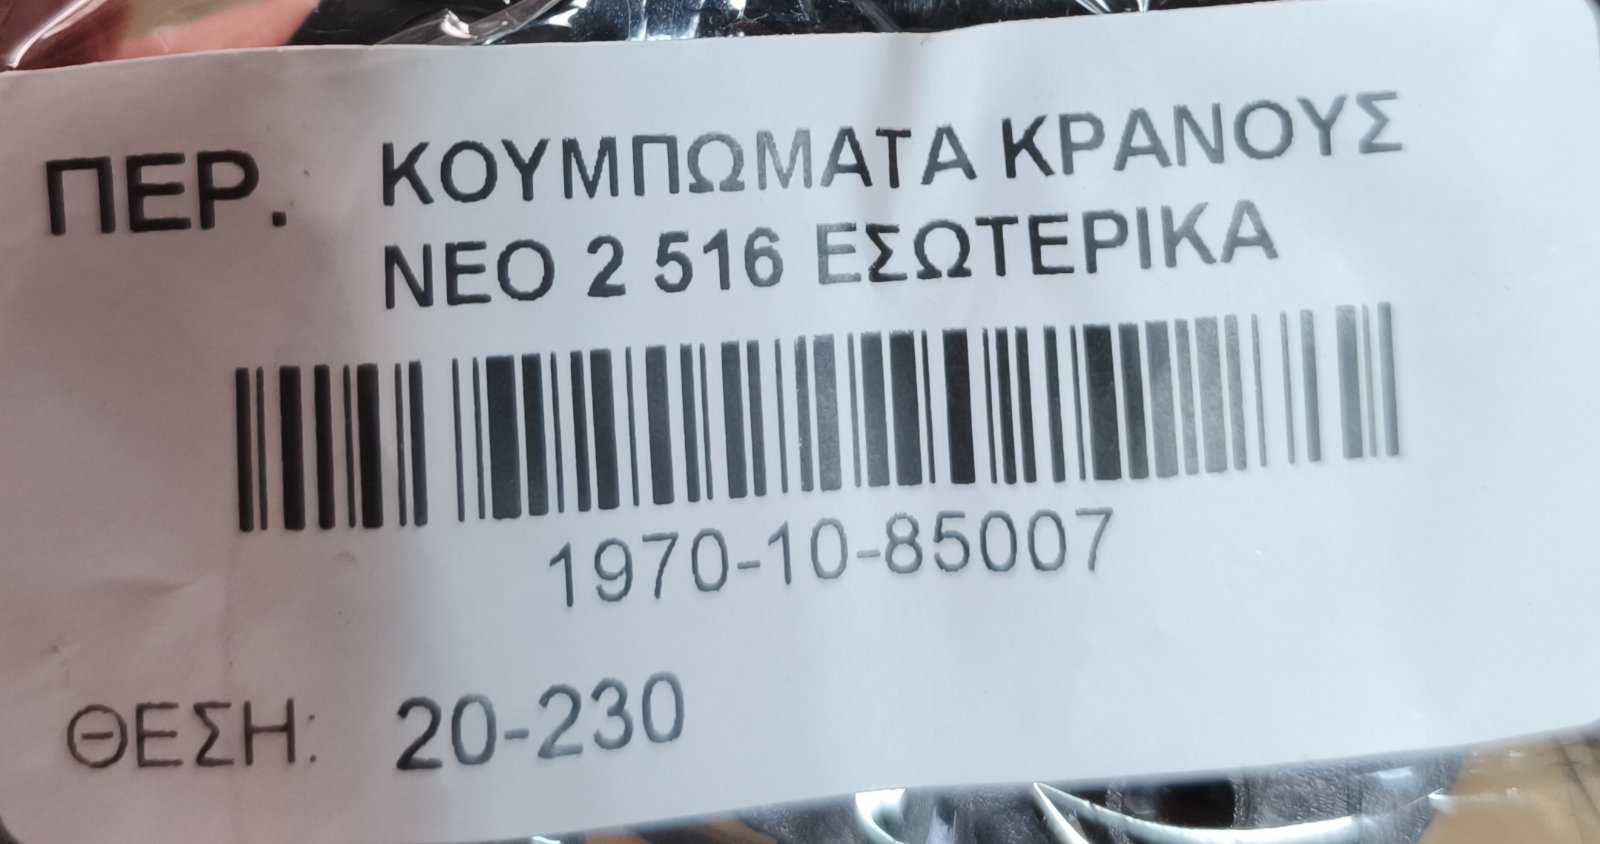 ΠΕΡ. ΚΟΥΜΠΩΜΑΤΑ ΚΡΑΝΟΥΣ
ΝΕΟ 2 516 ΕΣΩΤΕΡΙΚΑ
1970-10-85007
ΘΕΣΗ: 20-230